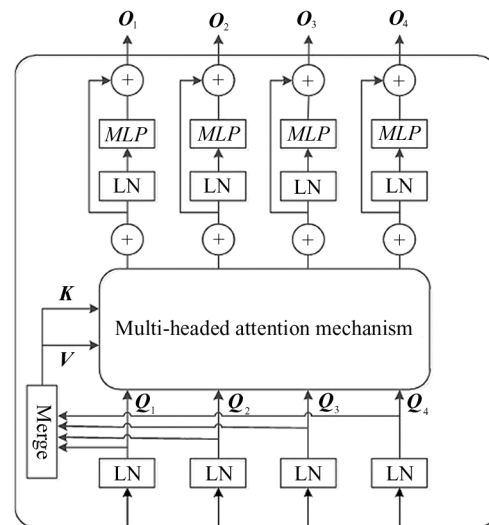 O1 O2 O3 O4
+ + + +
MLP MLP MLP MLP
LN LN LN LN
+ + + +
K
Multi-headed attention mechanism
V
Q1 Q2 Q3 Q4
Merge
LN LN LN LN